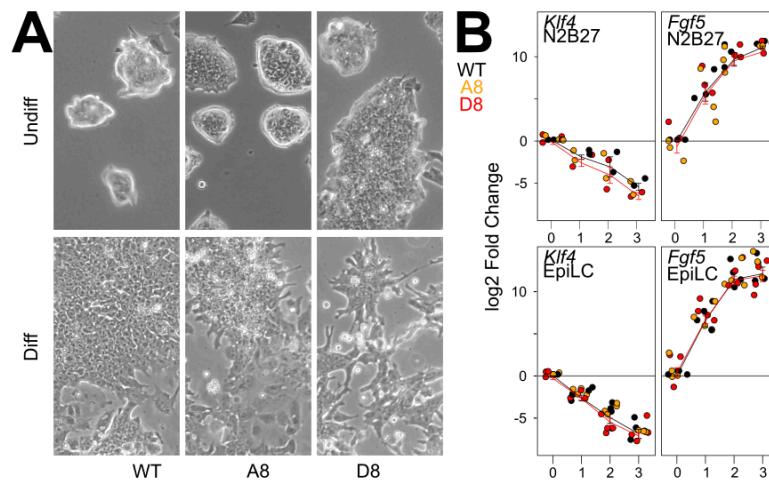 A
Undiff
Diff
WT
A8
D8
B
WT
A8
D8
log2 Fold Change
Klf4
N2B27
Fgf5
N2B27
10
5
-5
0 1 2 3
0 1 2 3
Klf4
EpiLC
Fgf5
EpiLC
10
0
-5
0 1 2 3
0 1 2 3